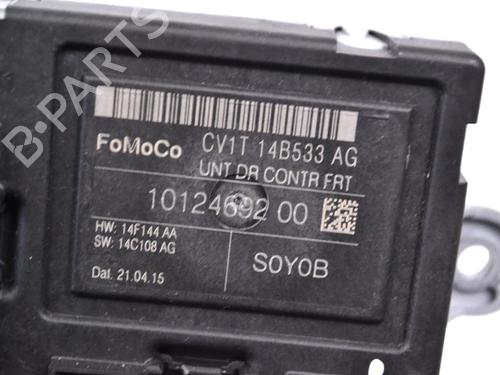 B-PARTS
FoMoCo CV1T 14B533 AG
UNT DR CONTR FRT
10124692 00
HW: 14F144 AA
SW: 14C108 AG
Dat. 21.04.15
S0Y0B